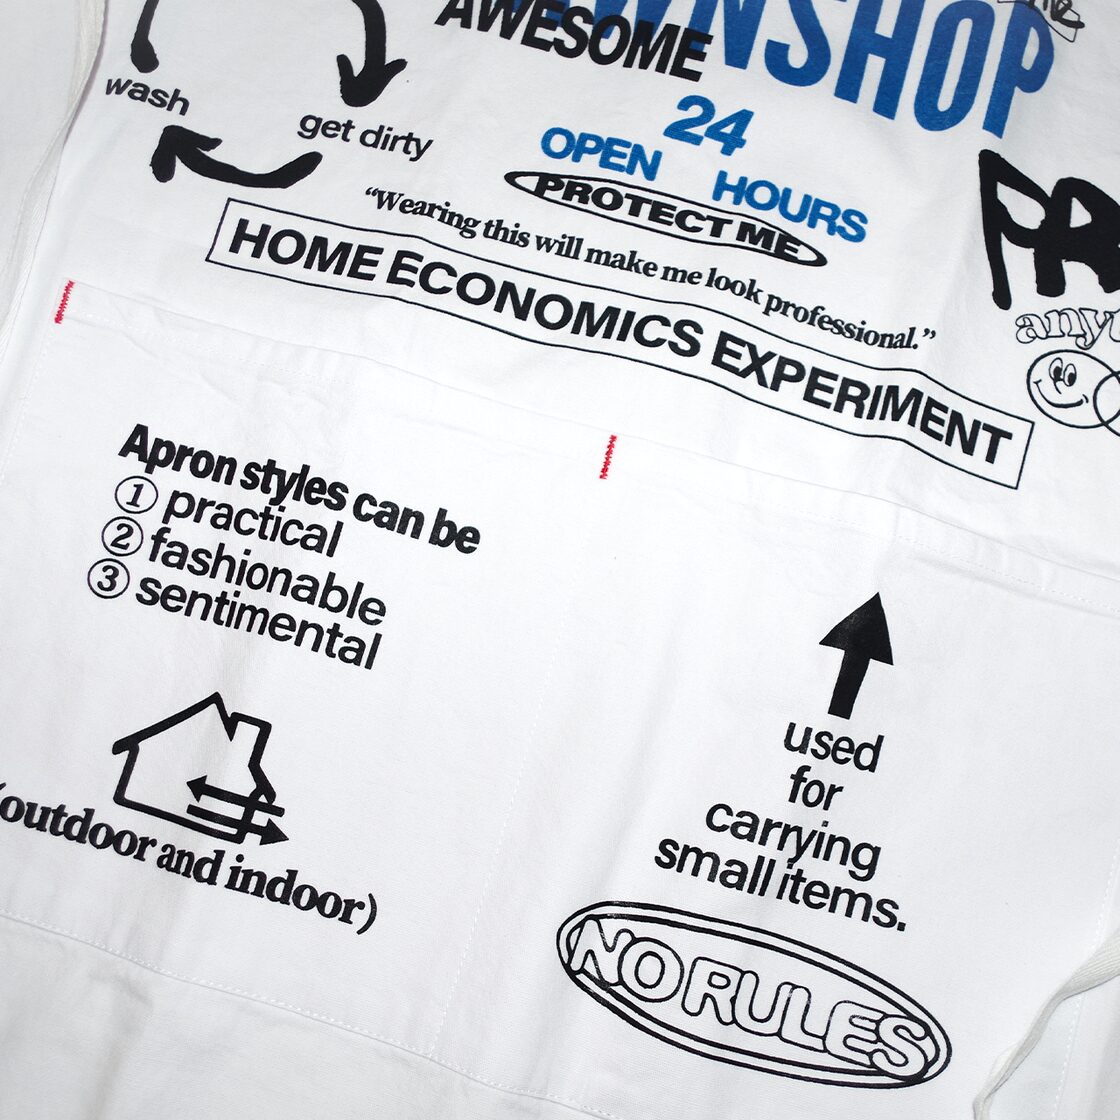 AWESOME
wash
get dirty
24
OPEN
HOURS
PROTECT ME
“Wearing this will make me look professional.”
HOME ECONOMICS EXPERIMENT
Apron styles can be
① practical
② fashionable
③ sentimental
(outdoor and indoor)
used
for
carrying
small items.
NO RULES